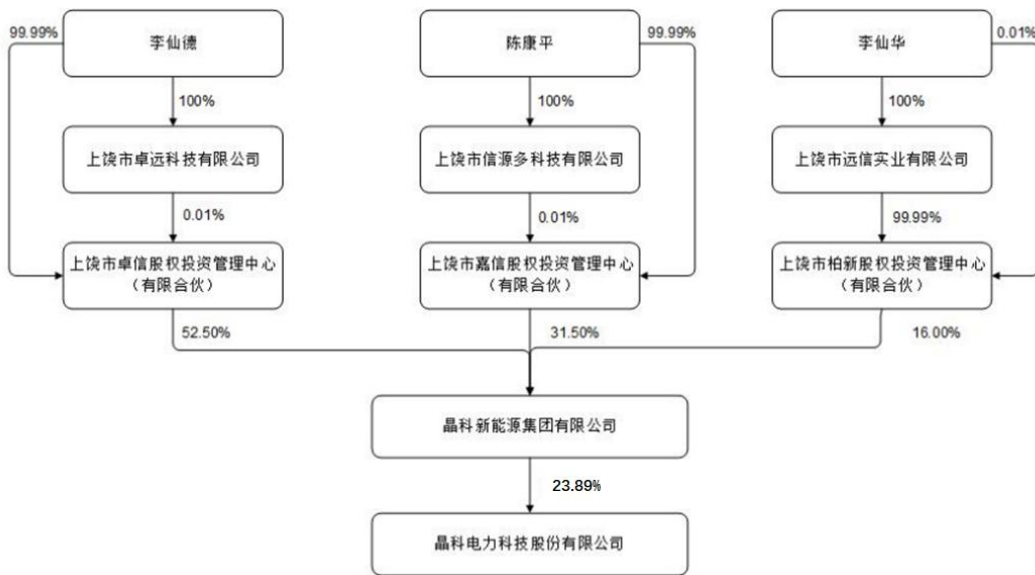 99.99%
李仙德
陈康平
99.99%
李仙华
0.01%
100%
100%
100%
上饶市卓远科技有限公司
上饶市信源多科技有限公司
上饶市远信实业有限公司
0.01%
0.01%
99.99%
上饶市卓信股权投资管理中心
（有限合伙）
上饶市嘉信股权投资管理中心
（有限合伙）
上饶市柏新股权投资管理中心
（有限合伙）
52.50%
31.50%
16.00%
晶科新能源集团有限公司
23.89%
晶科电力科技股份有限公司